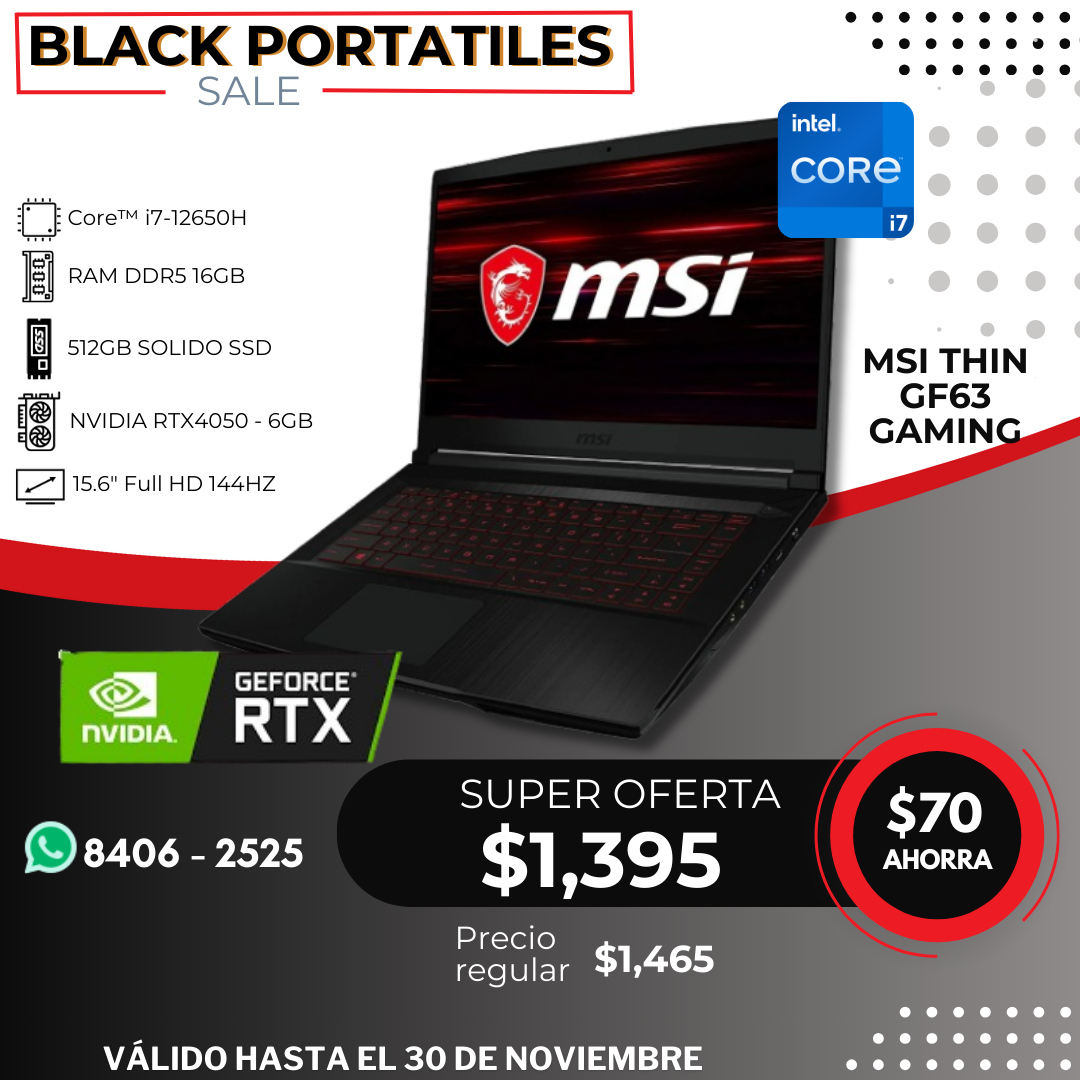 BLACK PORTATILES
SALE
intel.
CORe™
i7
Core™ i7-12650H
RAM DDR5 16GB
SSD
512GB SOLIDO SSD
NVIDIA RTX4050 - 6GB
15.6" Full HD 144HZ
msi
msi
MSI THIN
GF63
GAMING
nVIDIA.
GEFORCE®
RTX
SUPER OFERTA
$1,395
$70
AHORRA
8406 - 2525
Precio
regular
$1,465
VÁLIDO HASTA EL 30 DE NOVIEMBRE